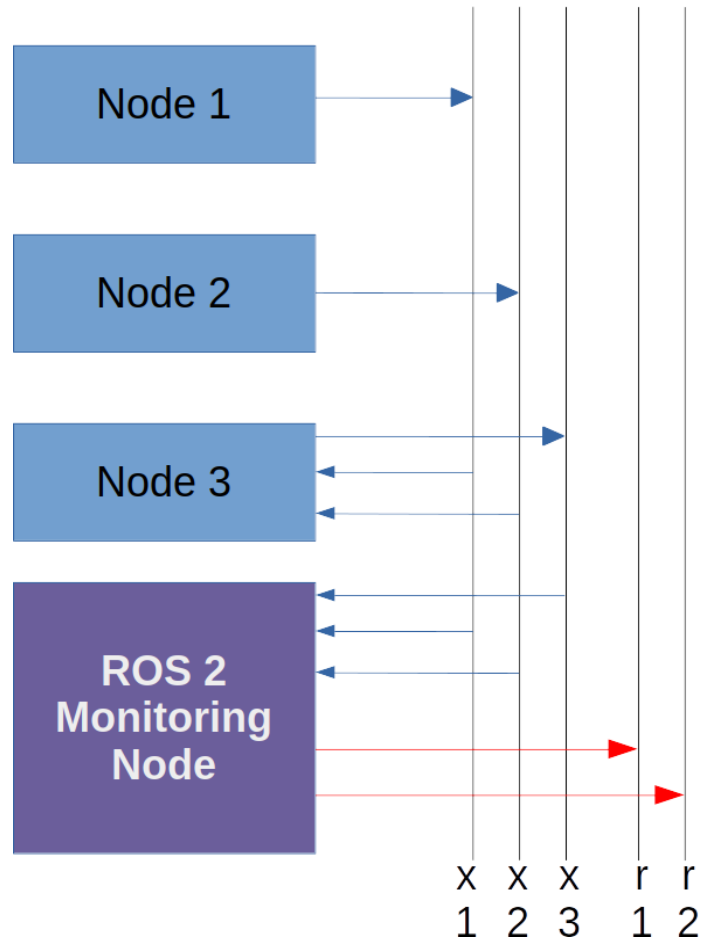 Node 1
Node 2
Node 3
ROS 2
Monitoring
Node
x x x r r
1 2 3 1 2